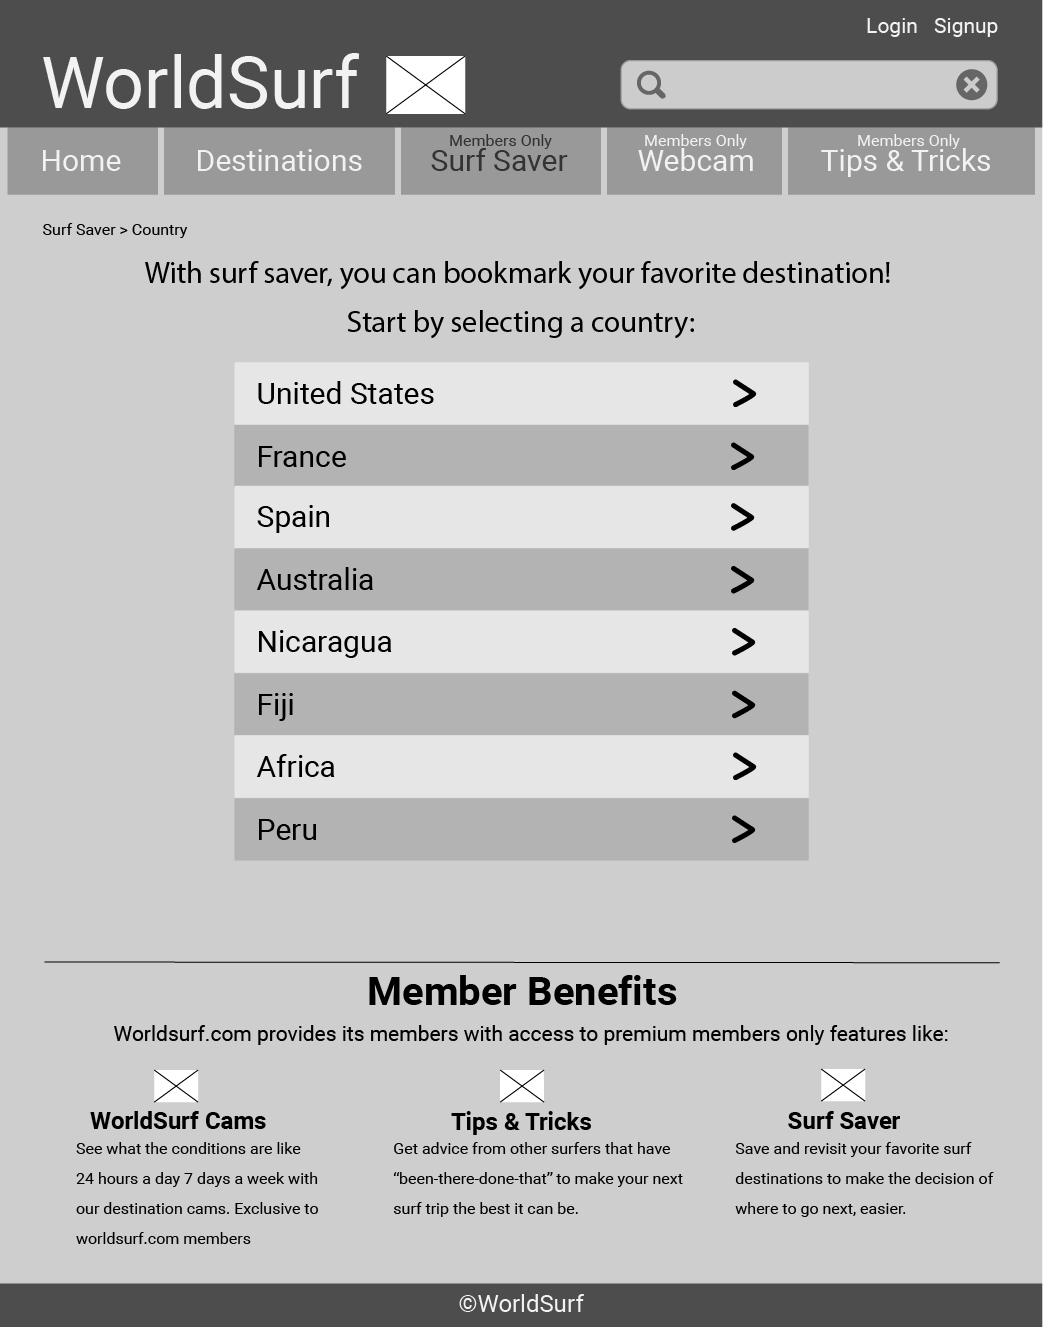 Login Signup
WorldSurf
Home
Destinations
Members Only
Surf Saver
Members Only
Webcam
Members Only
Tips & Tricks
Surf Saver > Country
With surf saver, you can bookmark your favorite destination!
Start by selecting a country:
United States >
France >
Spain >
Australia >
Nicaragua >
Fiji >
Africa >
Peru >
Member Benefits
Worldsurf.com provides its members with access to premium members only features like:
WorldSurf Cams
See what the conditions are like
24 hours a day 7 days a week with
our destination cams. Exclusive to
worldsurf.com members
Tips & Tricks
Get advice from other surfers that have
“been-there-done-that” to make your next
surf trip the best it can be.
Surf Saver
Save and revisit your favorite surf
destinations to make the decision of
where to go next, easier.
©WorldSurf